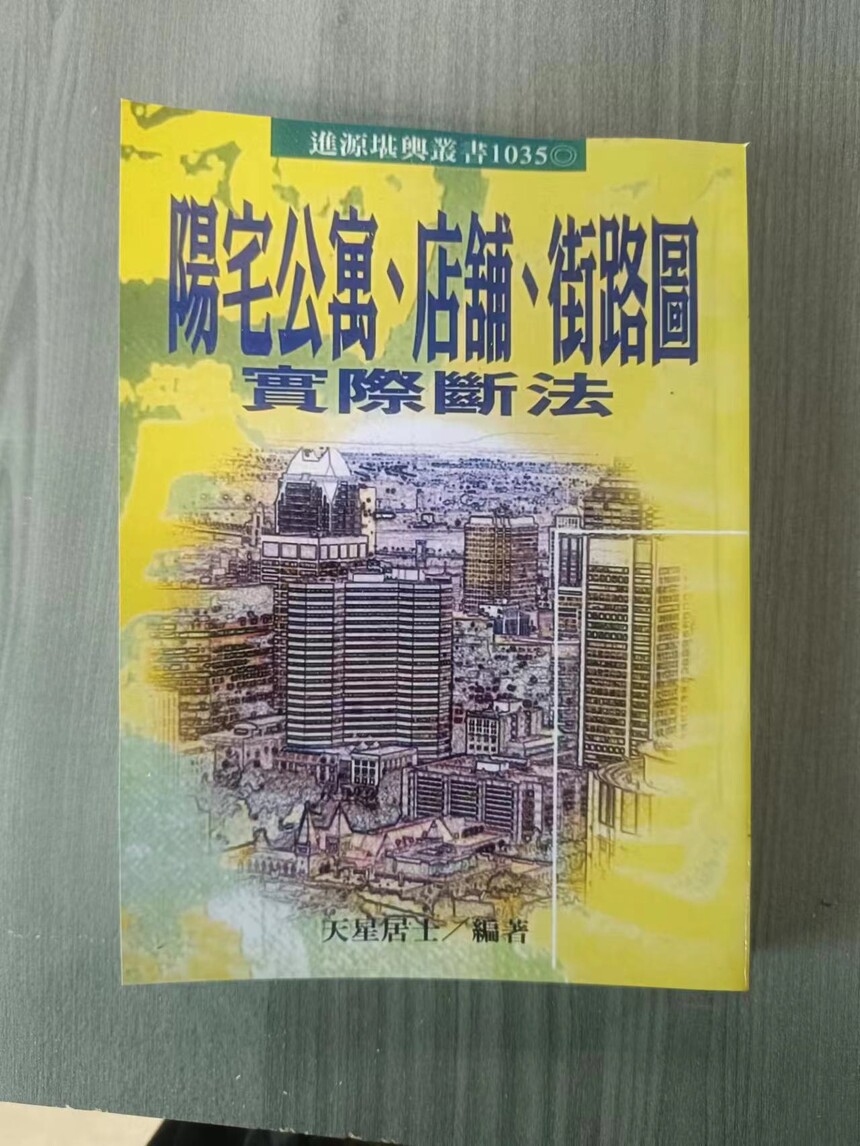 進源堪輿叢書1035◎
陽宅公寓、店舖、街路圖
實際斷法
天星居士／編著